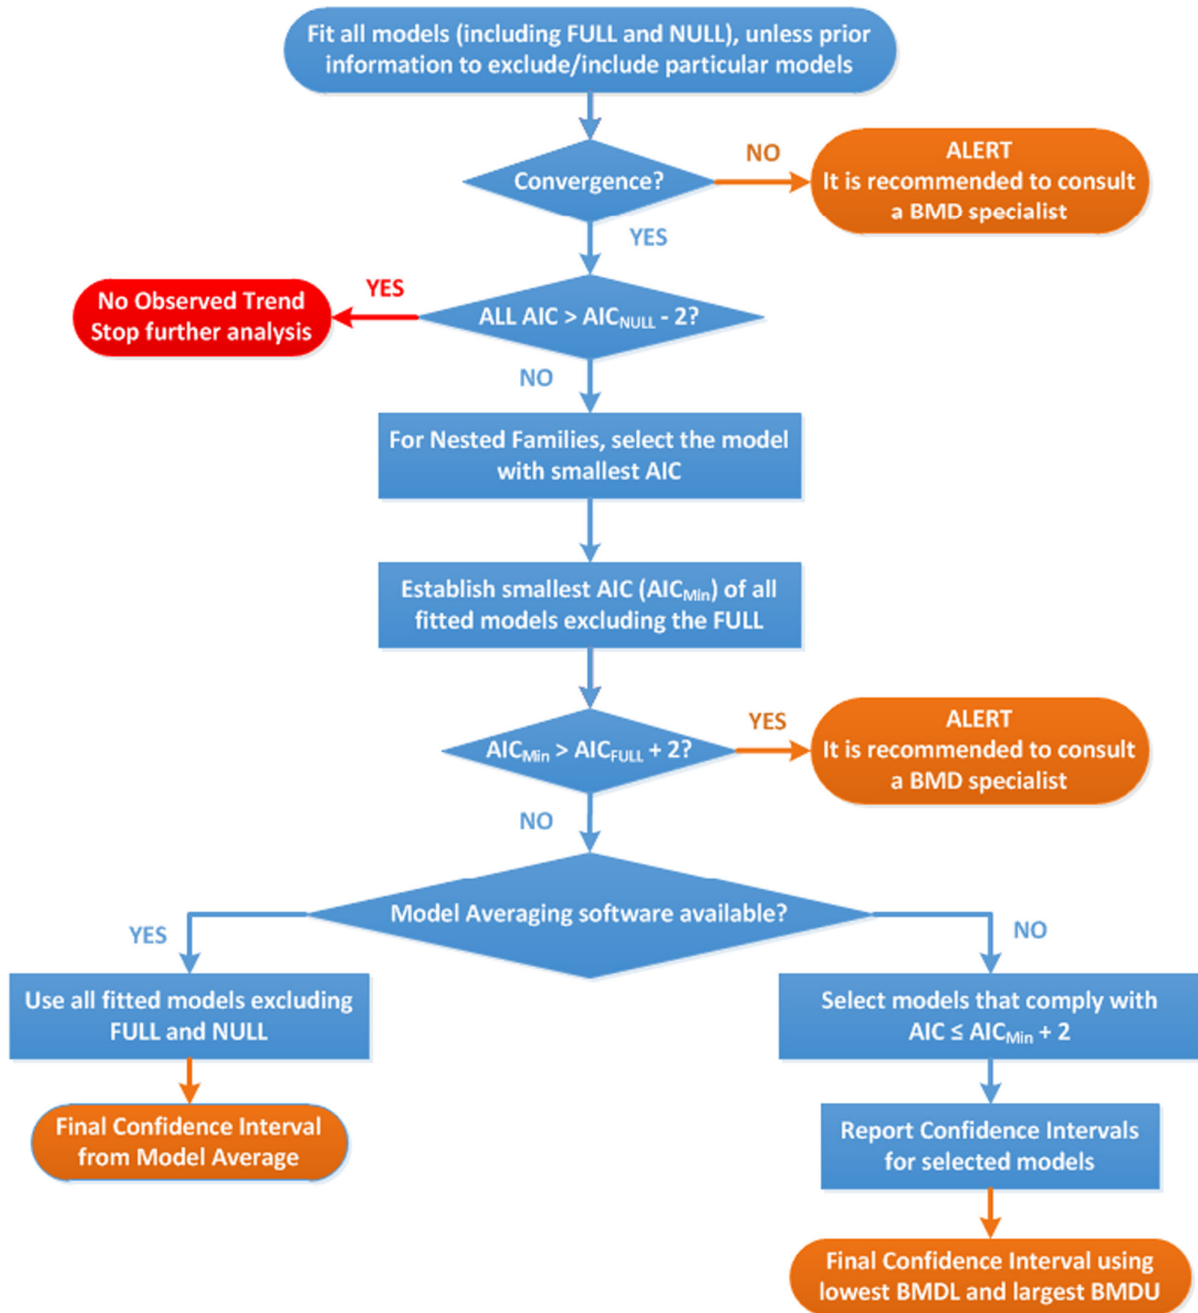 Fit all models (including FULL and NULL), unless prior
information to exclude/include particular models
Convergence?
NO
ALERT
It is recommended to consult
a BMD specialist
YES
ALL AIC > AIC_NULL - 2?
YES
No Observed Trend
Stop further analysis
NO
For Nested Families, select the model
with smallest AIC
Establish smallest AIC (AIC_Min) of all
fitted models excluding the FULL
AIC_Min > AIC_FULL + 2?
YES
ALERT
It is recommended to consult
a BMD specialist
NO
Model Averaging software available?
YES
NO
Use all fitted models excluding
FULL and NULL
Final Confidence Interval
from Model Average
Select models that comply with
AIC ≤ AIC_Min + 2
Report Confidence Intervals
for selected models
Final Confidence Interval using
lowest BMDL and largest BMDU